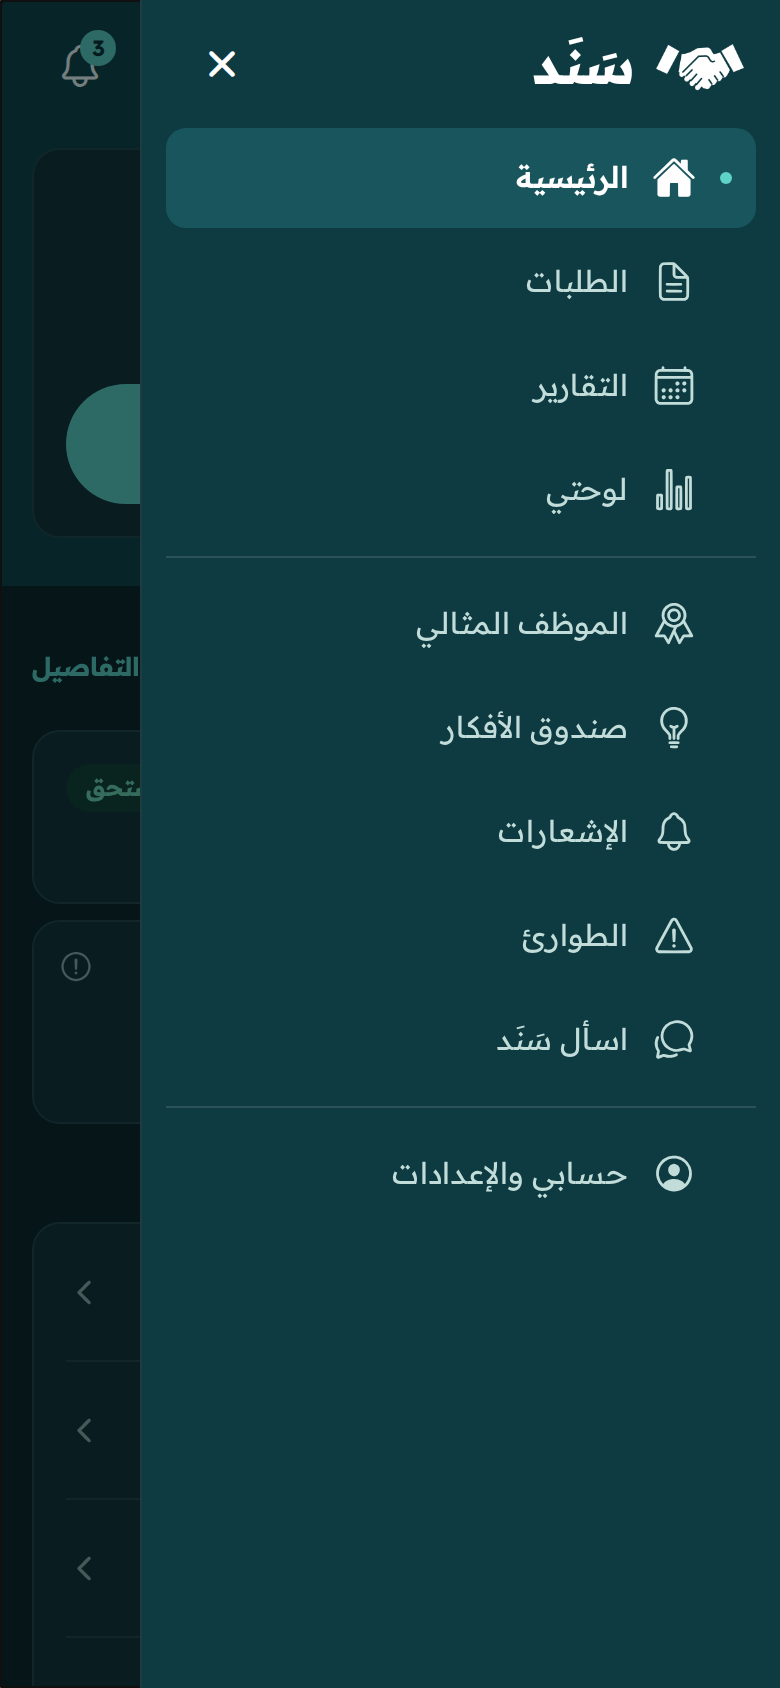 سَنَد
3
الرئيسية
الطلبات
التقارير
لوحتي
الموظف المثالي
التفاصيل
صندوق الأفكار
الإشعارات
الطوارئ
اسأل سَنَد
حسابي والإعدادات